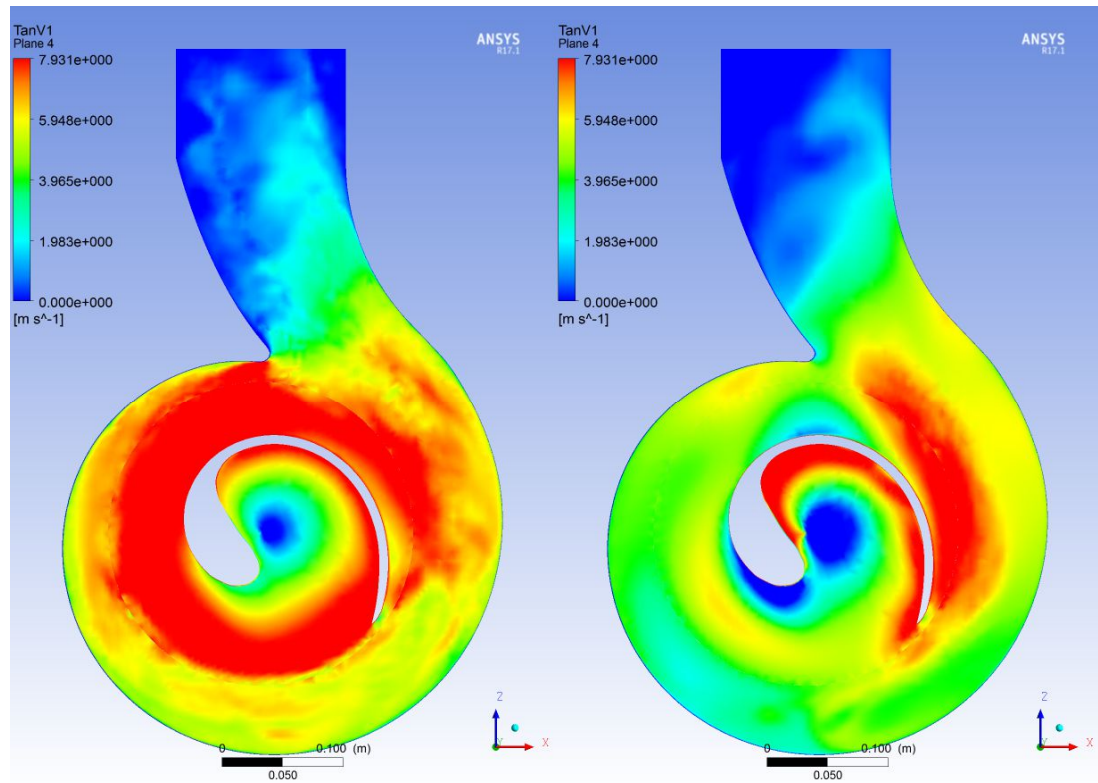 TanV1
Plane 4
7.931e+000
5.948e+000
3.965e+000
1.983e+000
0.000e+000
[m s^-1]
ANSYS
R17.1
0 0.100 (m)
0.050
Z
Y
X
TanV1
Plane 4
7.931e+000
5.948e+000
3.965e+000
1.983e+000
0.000e+000
[m s^-1]
ANSYS
R17.1
0 0.100 (m)
0.050
Z
Y
X